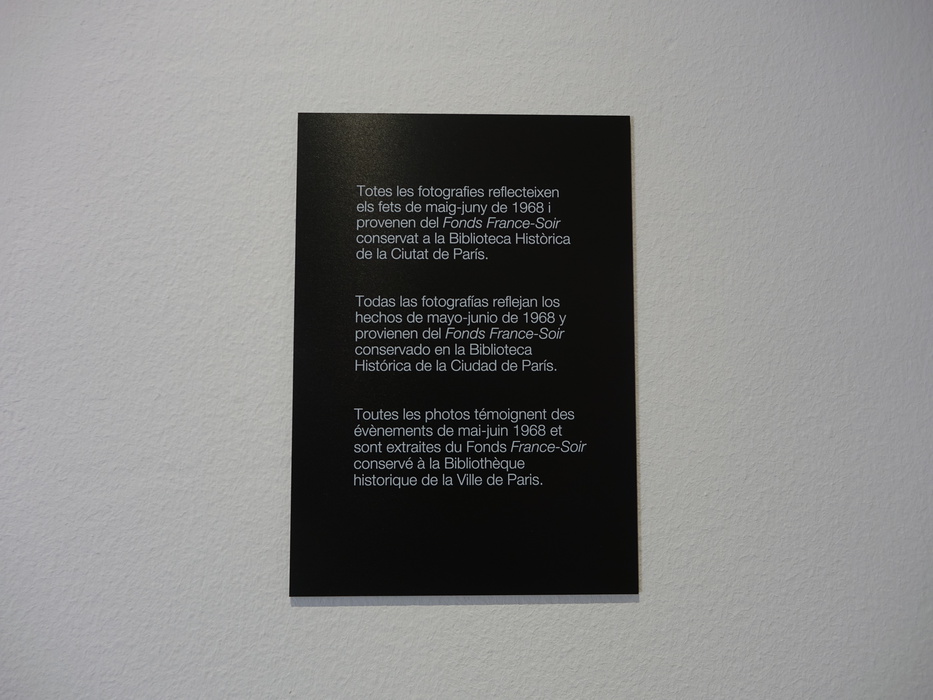 Totes les fotografies reflecteixen
els fets de maig-juny de 1968 i
provenen del Fonds France-Soir
conservat a la Biblioteca Històrica
de la Ciutat de París.
Todas las fotografías reflejan los
hechos de mayo-junio de 1968 y
provienen del Fonds France-Soir
conservado en la Biblioteca
Histórica de la Ciudad de París.
Toutes les photos témoignent des
évènements de mai-juin 1968 et
sont extraites du Fonds France-Soir
conservé à la Bibliothèque
historique de la Ville de Paris.